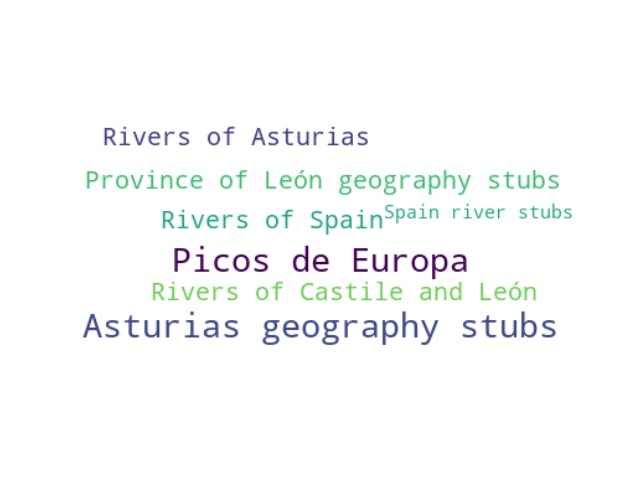 Rivers of Asturias
Province of León geography stubs
Rivers of Spain
Spain river stubs
Picos de Europa
Rivers of Castile and León
Asturias geography stubs